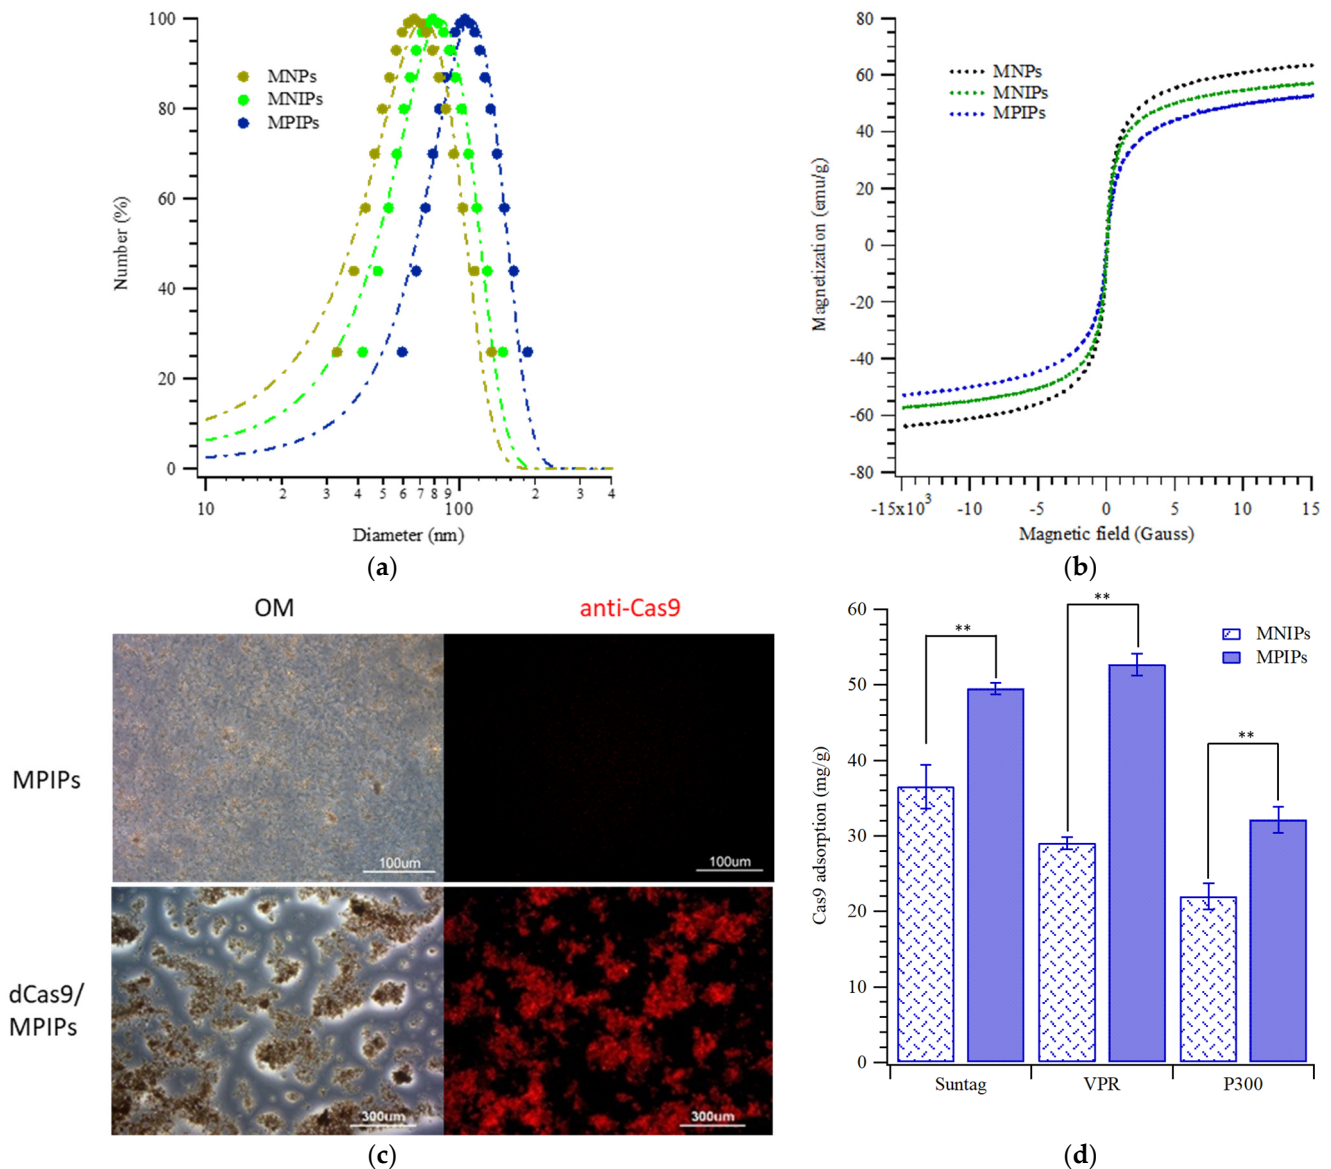 100
80
60
40
20
0
Number (%)
MNPs
MNIPs
MPIPs
10
2
3
4
5
6
7
8
9
100
2
3
4
Diameter (nm)
(a)
80
60
40
20
0
-20
-40
-60
-80
Magnetization (emu/g)
MNPs
MNIPs
MPIPs
-15x10³
-10
-5
0
5
10
15
Magnetic field (Gauss)
(b)
OM
anti-Cas9
MPIPs
100um
100um
dCas9/
MPIPs
300um
300um
(c)
60
50
40
30
20
10
0
Cas9 adsorption (mg/g)
**
**
**
MNIPs
MPIPs
Suntag
VPR
P300
(d)